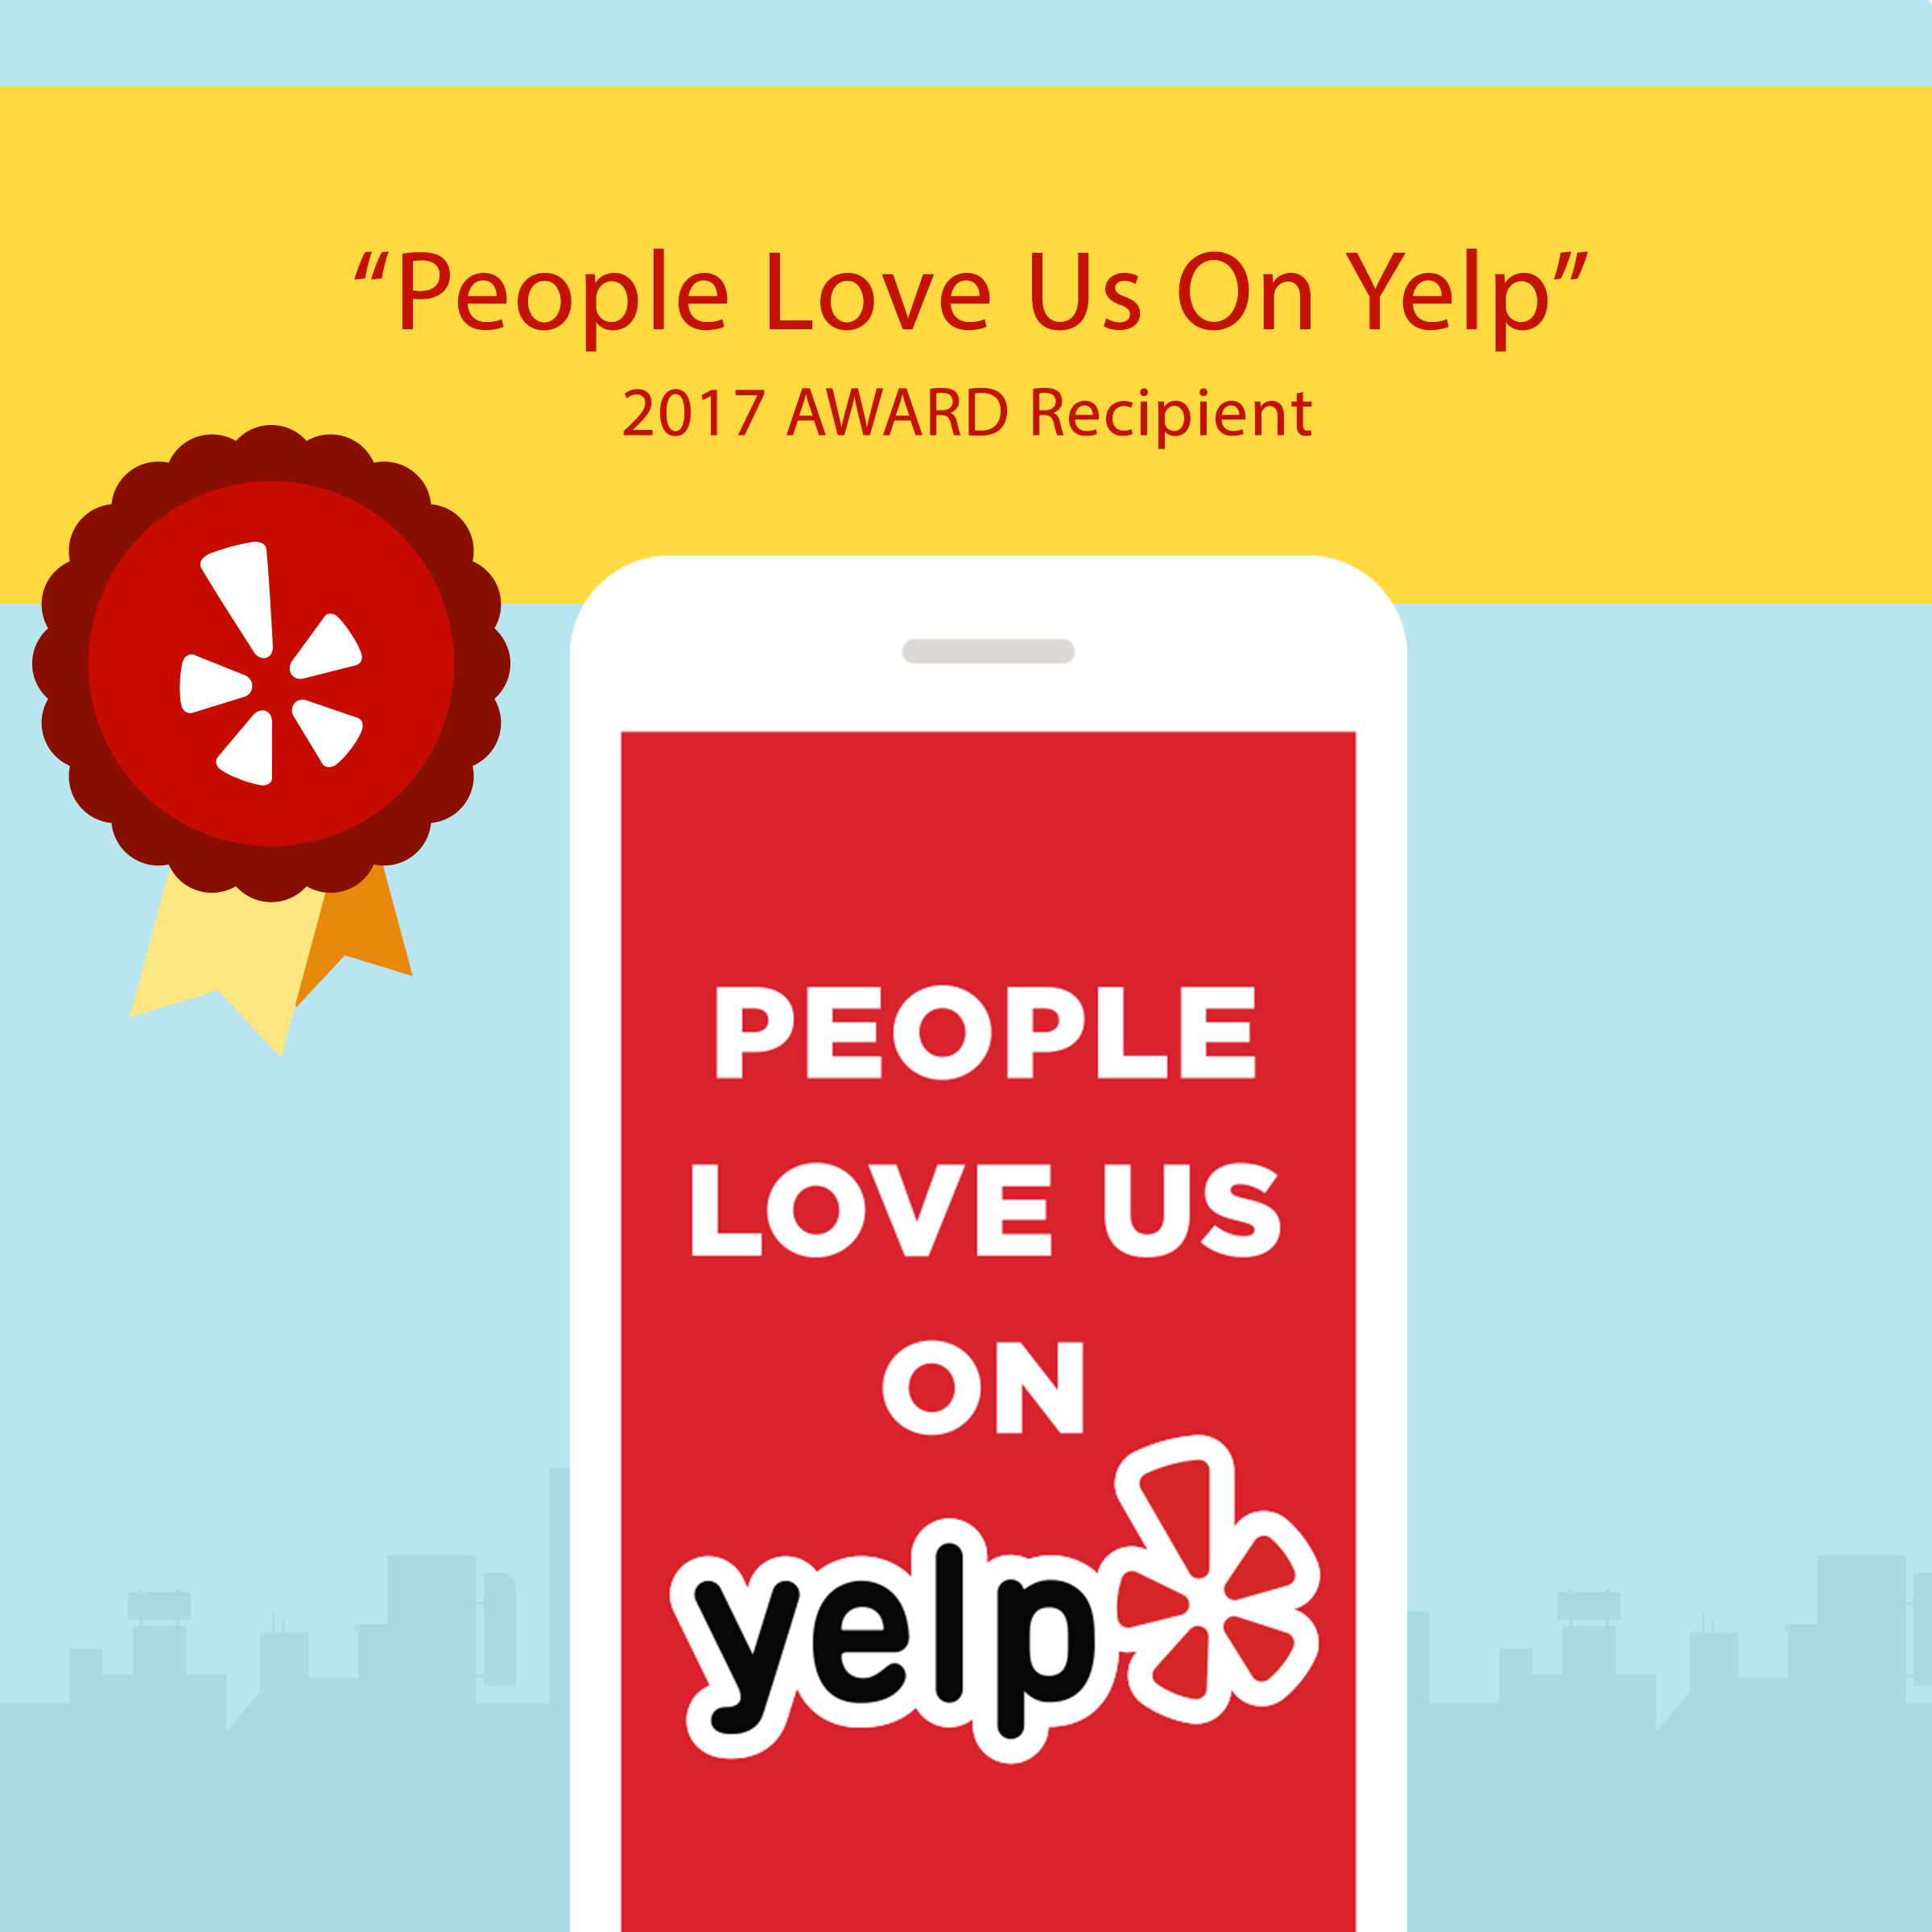 “People Love Us On Yelp”
2017 AWARD Recipient
PEOPLE
LOVE US
ON
yelp